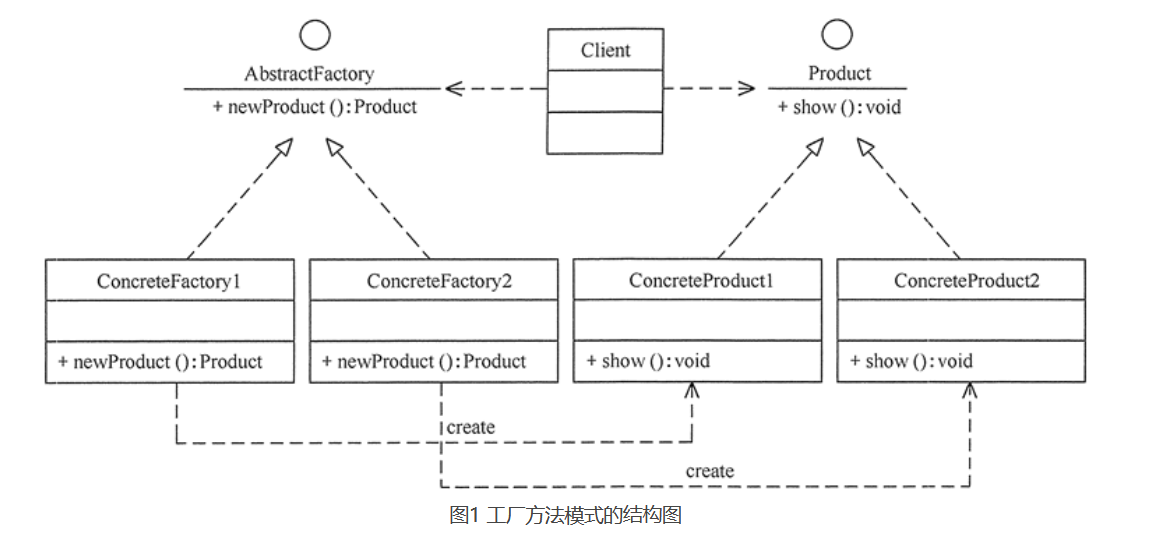 Client
AbstractFactory
Product
+ newProduct (): Product
+ show (): void
ConcreteFactory1
ConcreteFactory2
ConcreteProduct1
ConcreteProduct2
+ newProduct (): Product
+ newProduct (): Product
+ show (): void
+ show (): void
create
create
图1 工厂方法模式的结构图